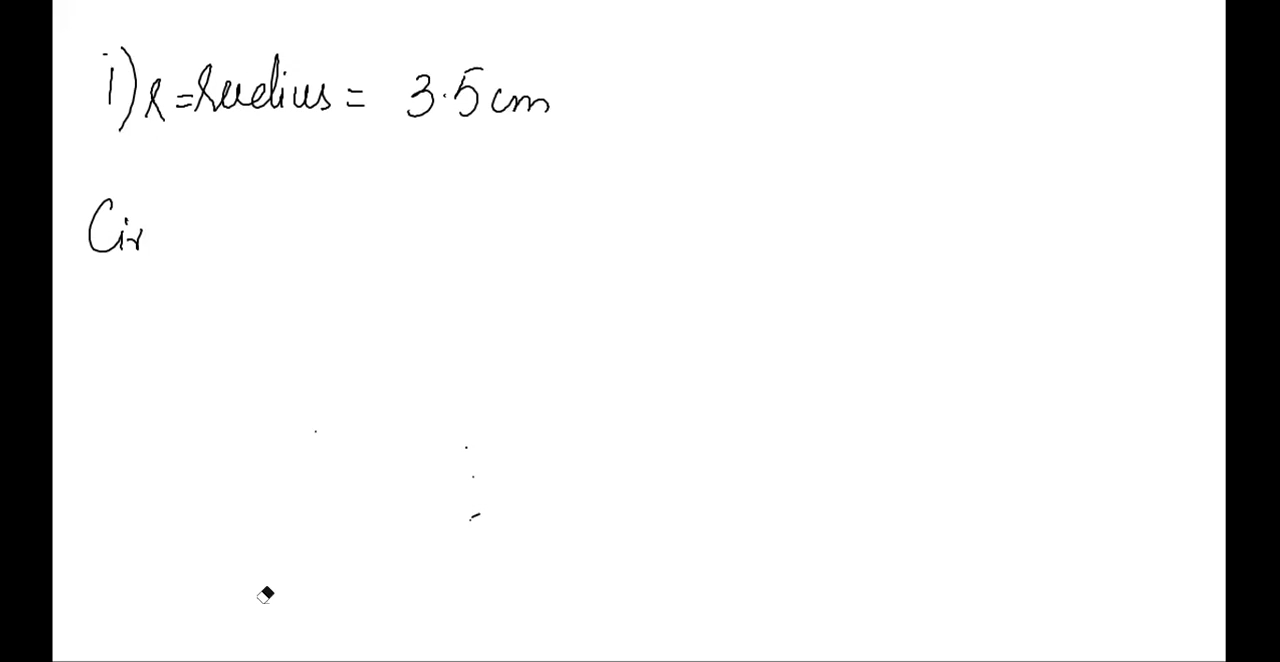 i) r = radius = 3.5 cm
Cir